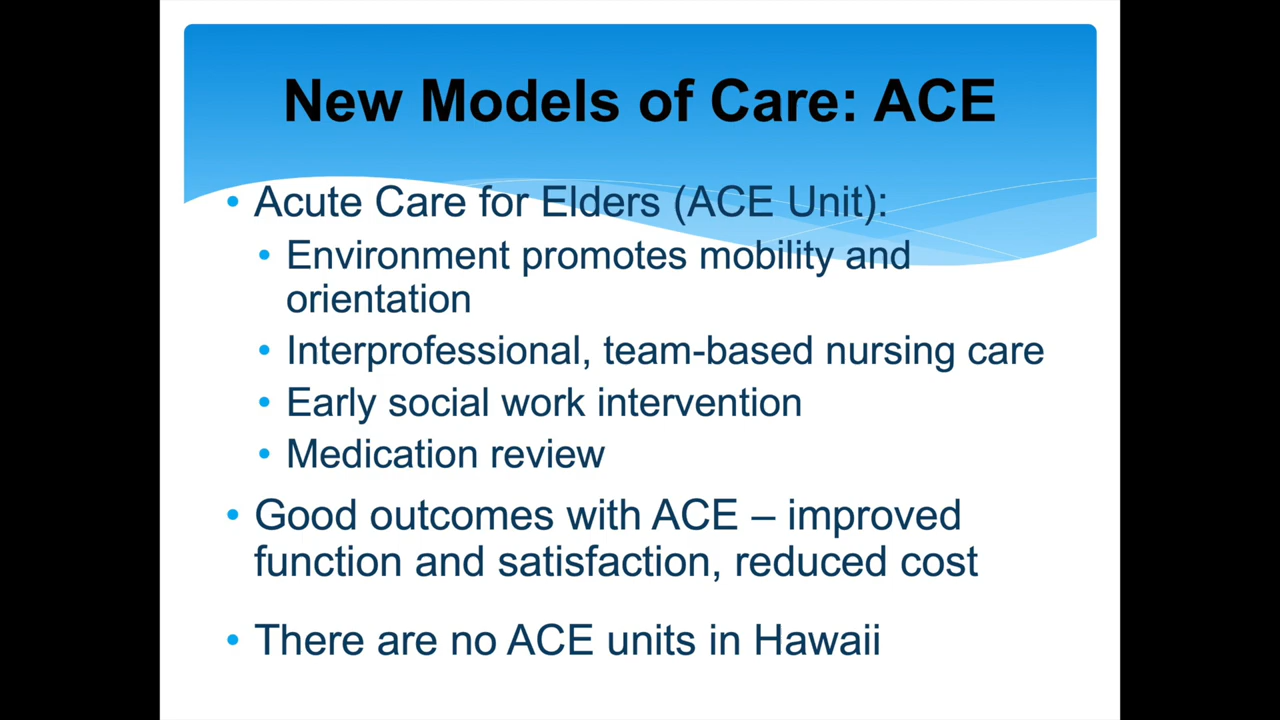 New Models of Care: ACE
• Acute Care for Elders (ACE Unit):
• Environment promotes mobility and
orientation
• Interprofessional, team-based nursing care
• Early social work intervention
• Medication review
• Good outcomes with ACE – improved
function and satisfaction, reduced cost
• There are no ACE units in Hawaii